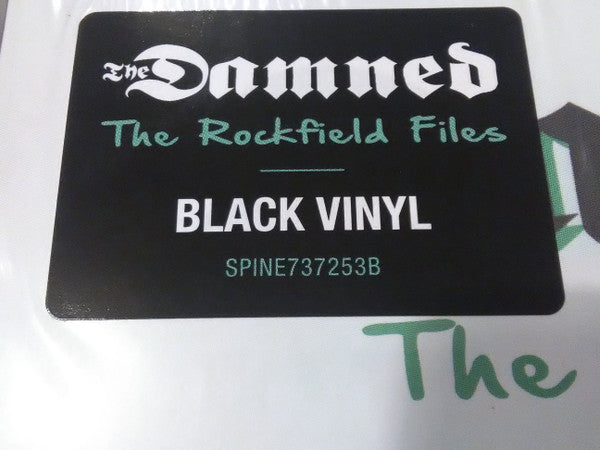 The Damned
The Rockfield Files
BLACK VINYL
SPINE737253B
The